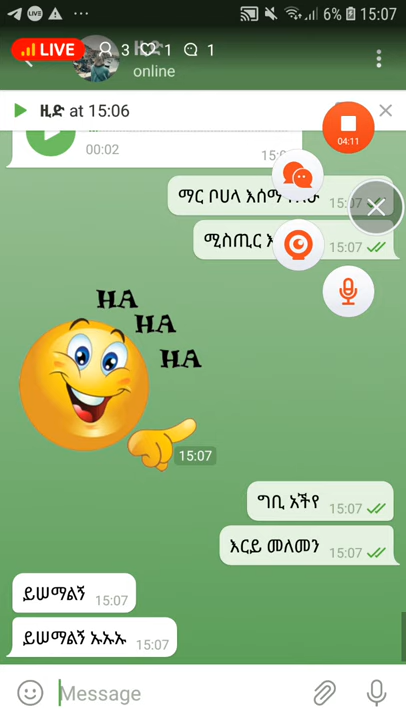 LIVE
6% 15:07
LIVE 3 1 1
online
ዚድ at 15:06
04:11
00:02
ማር ቦሀላ
15:07
ሚስጢር
15:07
HA
HA
HA
15:07
ግቢ አችየ 15:07
እርይ መለመን 15:07
ይሠማልኝ 15:07
ይሠማልኝ ኡኡኡ 15:07
Message